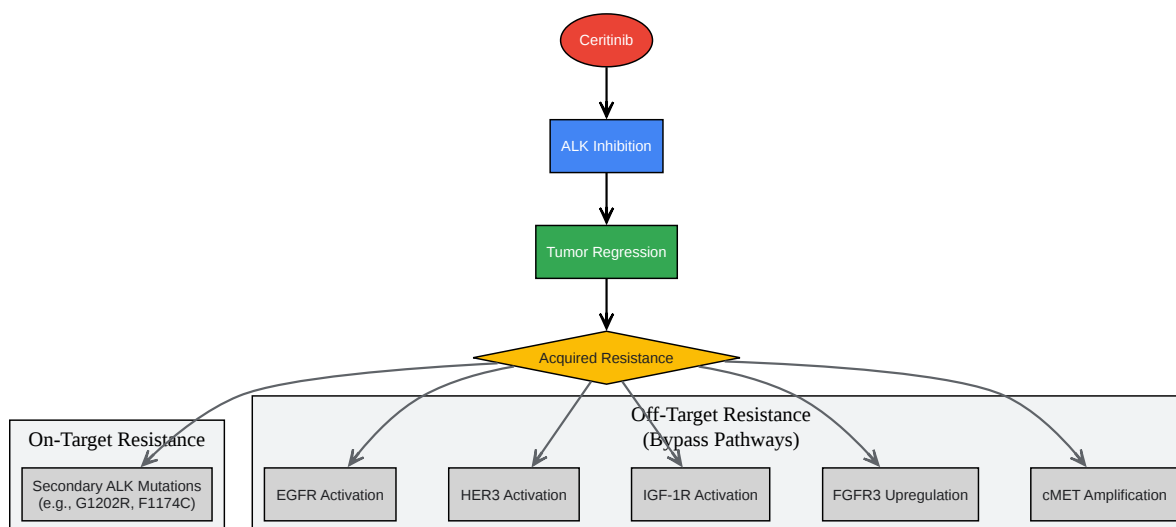 Ceritinib
ALK Inhibition
Tumor Regression
Acquired Resistance
On-Target Resistance
Secondary ALK Mutations
(e.g., G1202R, F1174C)
Off-Target Resistance
(Bypass Pathways)
EGFR Activation
HER3 Activation
IGF-1R Activation
FGFR3 Upregulation
cMET Amplification